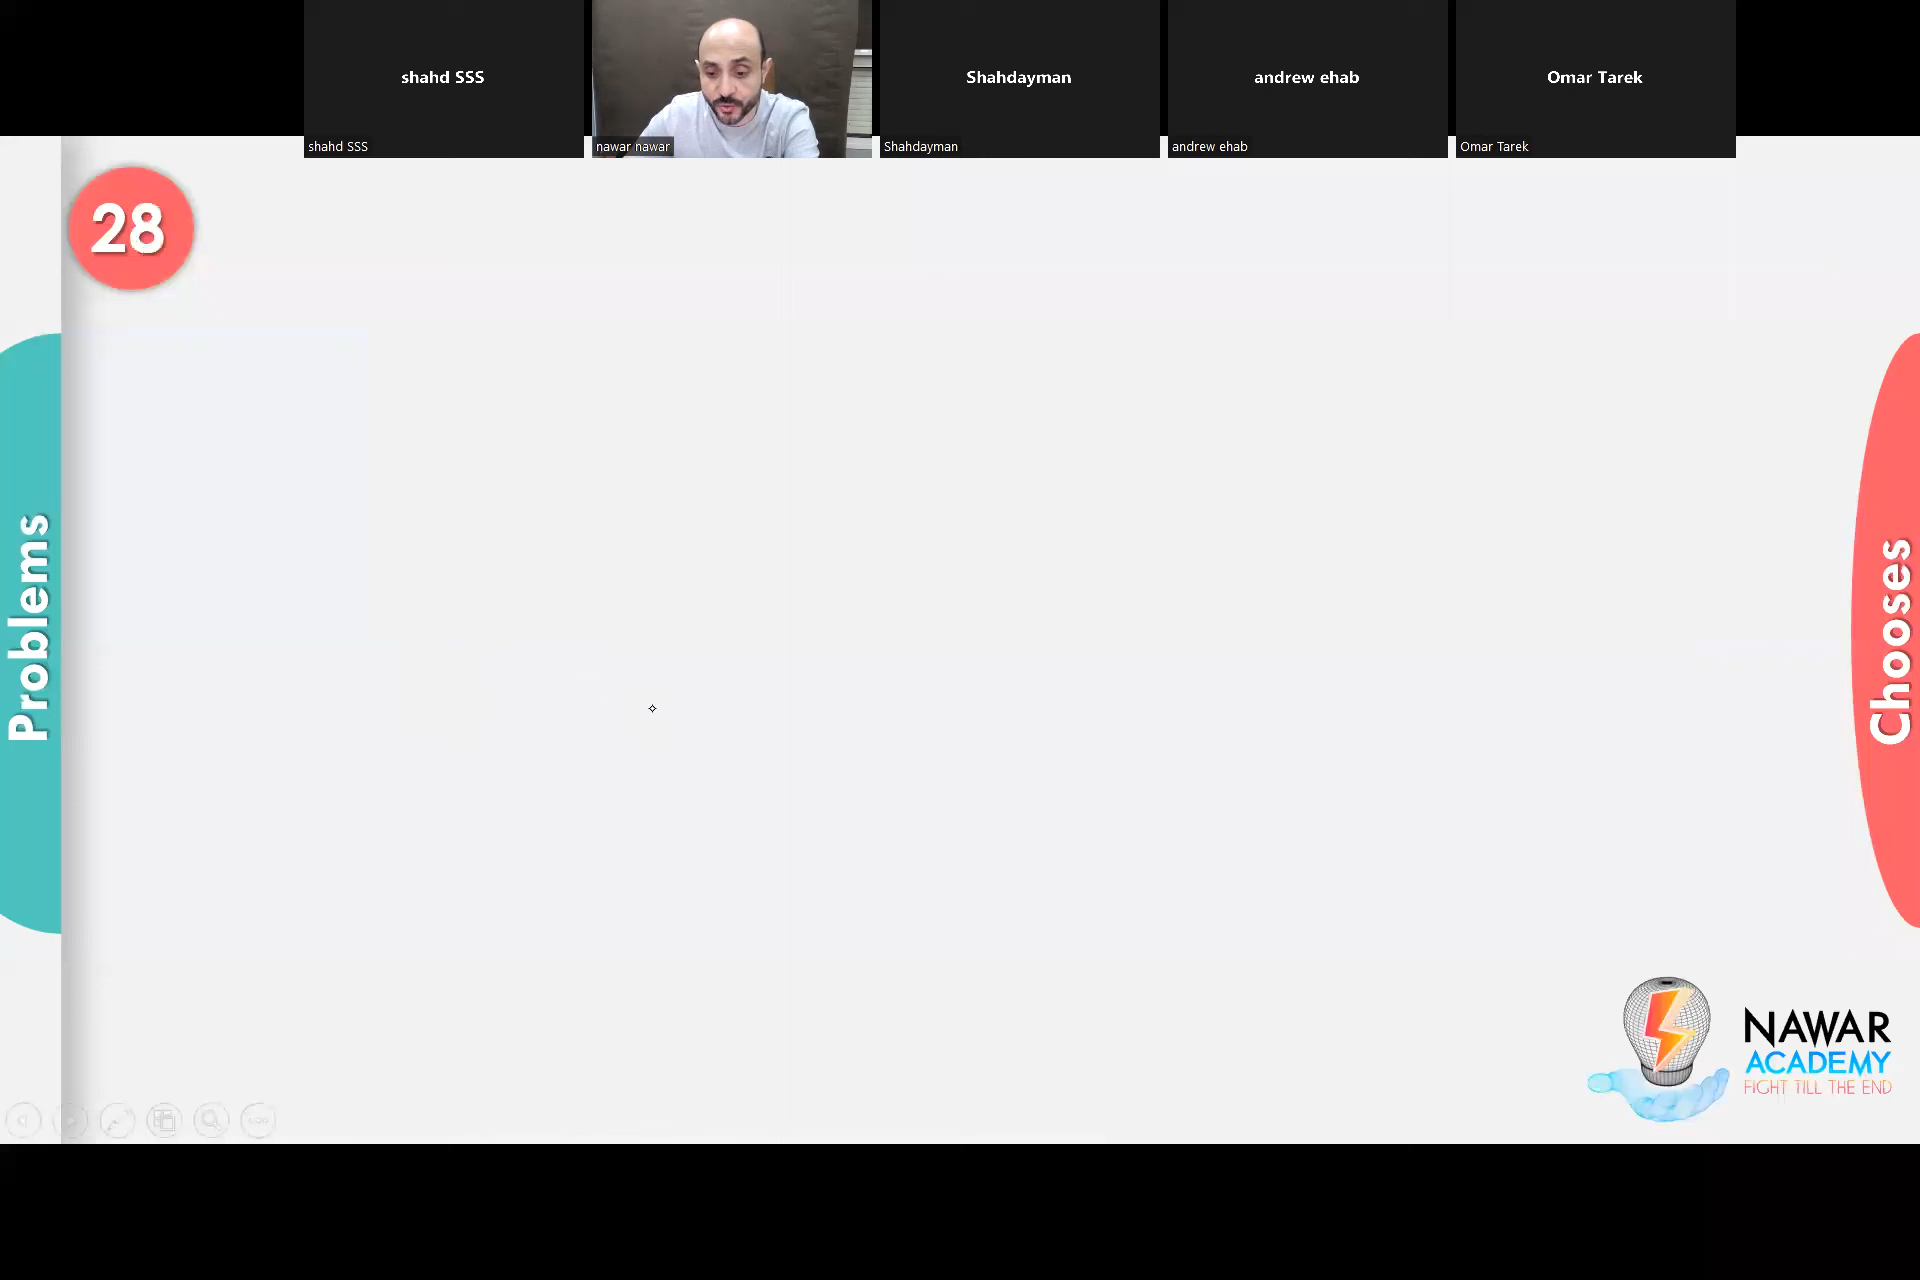 shahd SSS
Shahdayman
andrew ehab
Omar Tarek
shahd SSS
nawar nawar
Shahdayman
andrew ehab
Omar Tarek
28
Problems
Chooses
NAWAR
ACADEMY
FIGHT TILL THE END